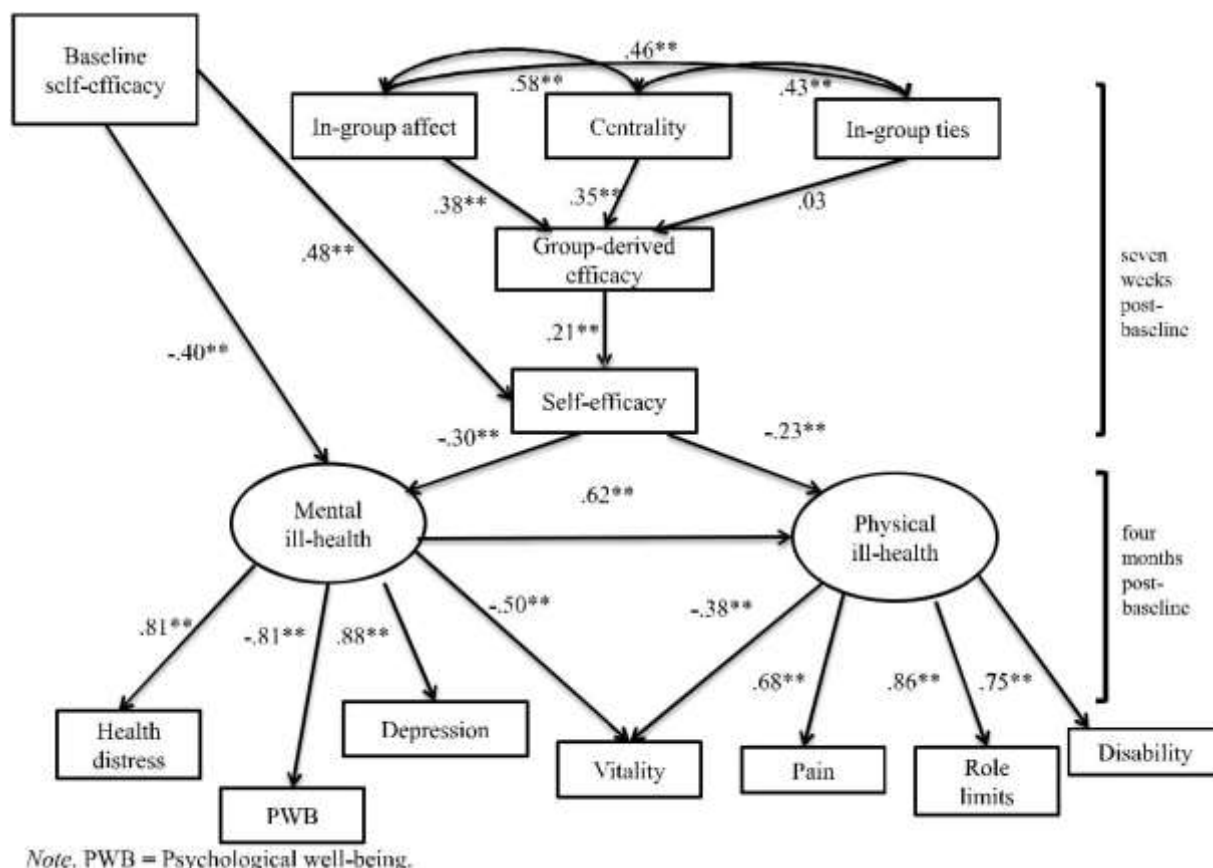 Baseline
self-efficacy
.46**
.58**
.43**
In-group affect
Centrality
In-group ties
.38**
.35**
.03
Group-derived
efficacy
.48**
.21**
seven
weeks
post-
baseline
-.40**
Self-efficacy
-.30**
-.23**
Mental
ill-health
.62**
Physical
ill-health
four
months
post-
baseline
.81**
-.81**
.88**
-.50**
-.38**
.68**
.86**
.75**
Health
distress
Depression
Vitality
Pain
Role
limits
Disability
PWB
Note. PWB = Psychological well-being.